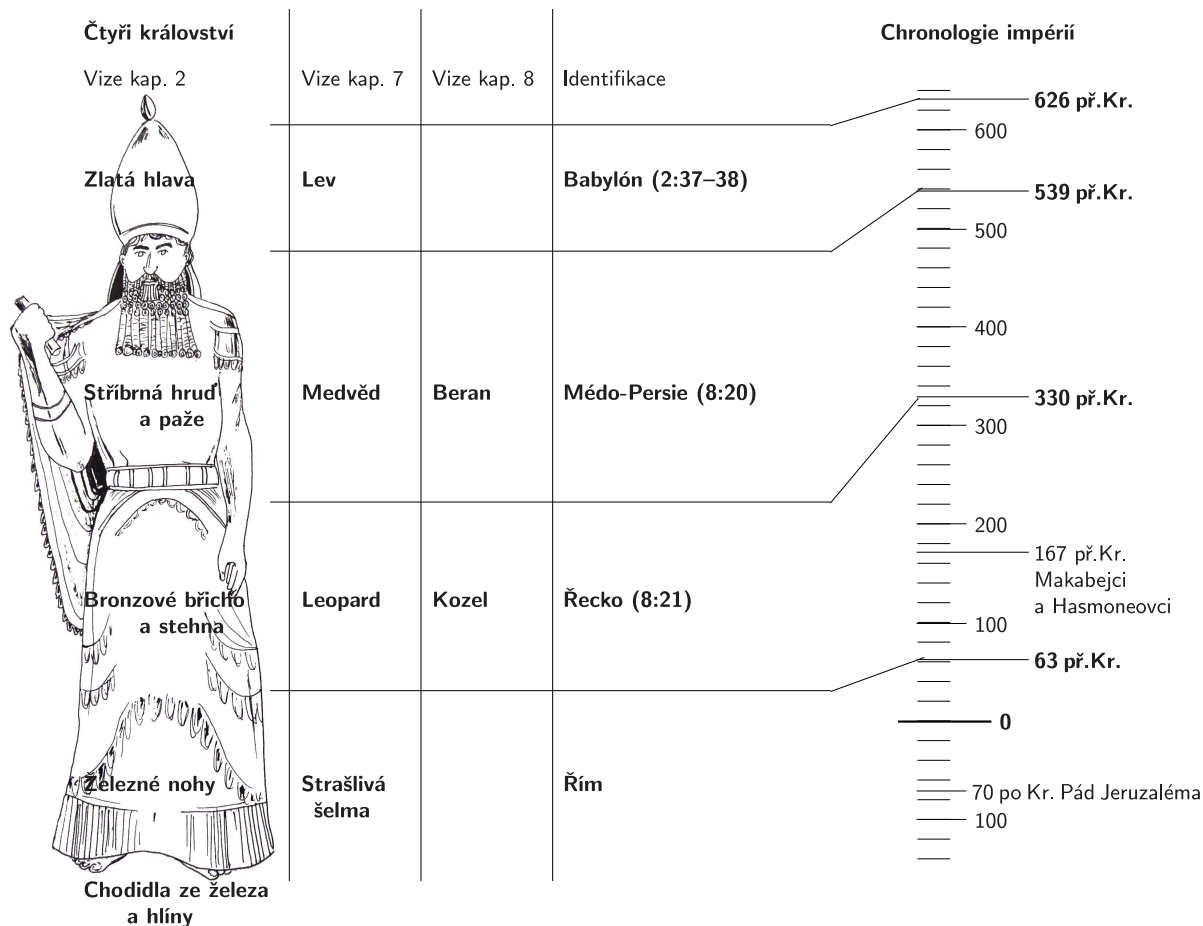 Čtyři království
Chronologie impérií
Vize kap. 2
Vize kap. 7
Vize kap. 8
Identifikace
Zlatá hlava
Lev
Babylón (2:37–38)
Stříbrná hruď
a paže
Medvěd
Beran
Médo-Persie (8:20)
Bronzové břicho
a stehna
Leopard
Kozel
Řecko (8:21)
Železné nohy
Strašlivá
šelma
Řím
Chodidla ze železa
a hlíny
626 př.Kr.
600
539 př.Kr.
500
400
330 př.Kr.
300
200
167 př.Kr.
Makabejci
a Hasmoneovci
100
63 př.Kr.
0
70 po Kr. Pád Jeruzaléma
100